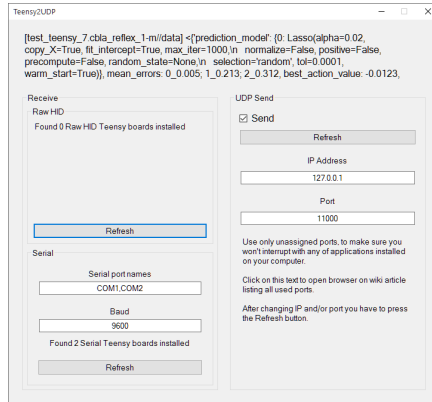 Teensy2UDP
[test_teensy_7.cbla_reflex_1-m//data] <{'prediction_model': {0: Lasso(alpha=0.02,
copy_X=True, fit_intercept=True, max_iter=1000,\n   normalize=False, positive=False,
precompute=False, random_state=None,\n   selection='random', tol=0.0001,
warm_start=True)}, mean_errors: 0_0.005; 1_0.213; 2_0.312, best_action_value: -0.0123,
Receive
Raw HID
Found 0 Raw HID Teensy boards installed
Refresh
Serial
Serial port names
COM1,COM2
Baud
9600
Found 2 Serial Teensy boards installed
Refresh
UDP Send
Send
Refresh
IP Address
127.0.0.1
Port
11000
Use only unassigned ports, to make sure you
won't interrupt with any of applications installed
on your computer.
Click on this text to open browser on wiki article
listing all used ports.
After changing IP and/or port you have to press
the Refresh button.